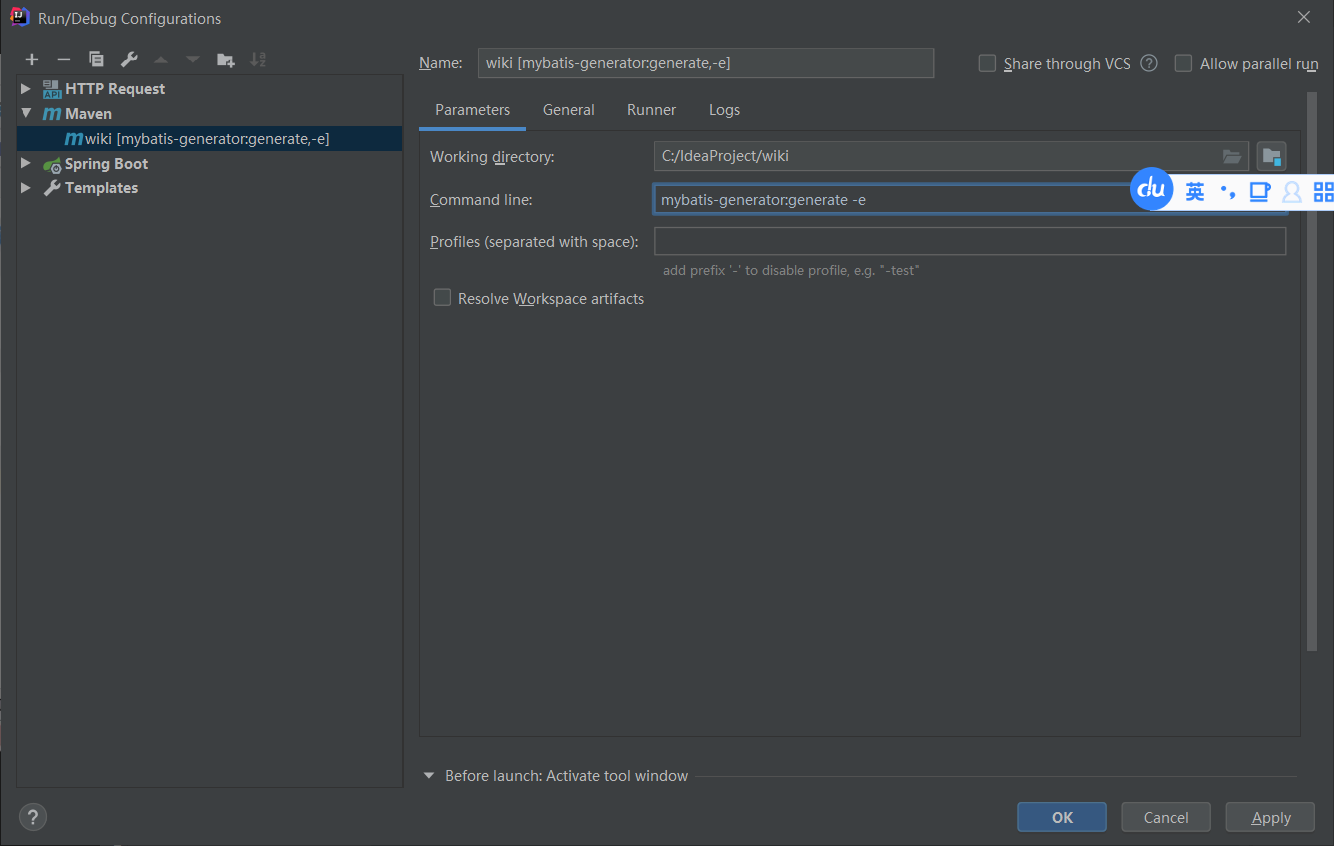 Run/Debug Configurations
HTTP Request
Maven
wiki [mybatis-generator:generate,-e]
Spring Boot
Templates
Name: wiki [mybatis-generator:generate,-e] Share through VCS ? Allow parallel run
Parameters General Runner Logs
Working directory: C:/IdeaProject/wiki
Command line: mybatis-generator:generate -e
du 英
Profiles (separated with space):
add prefix '-' to disable profile, e.g. "-test"
Resolve Workspace artifacts
Before launch: Activate tool window
? OK Cancel Apply